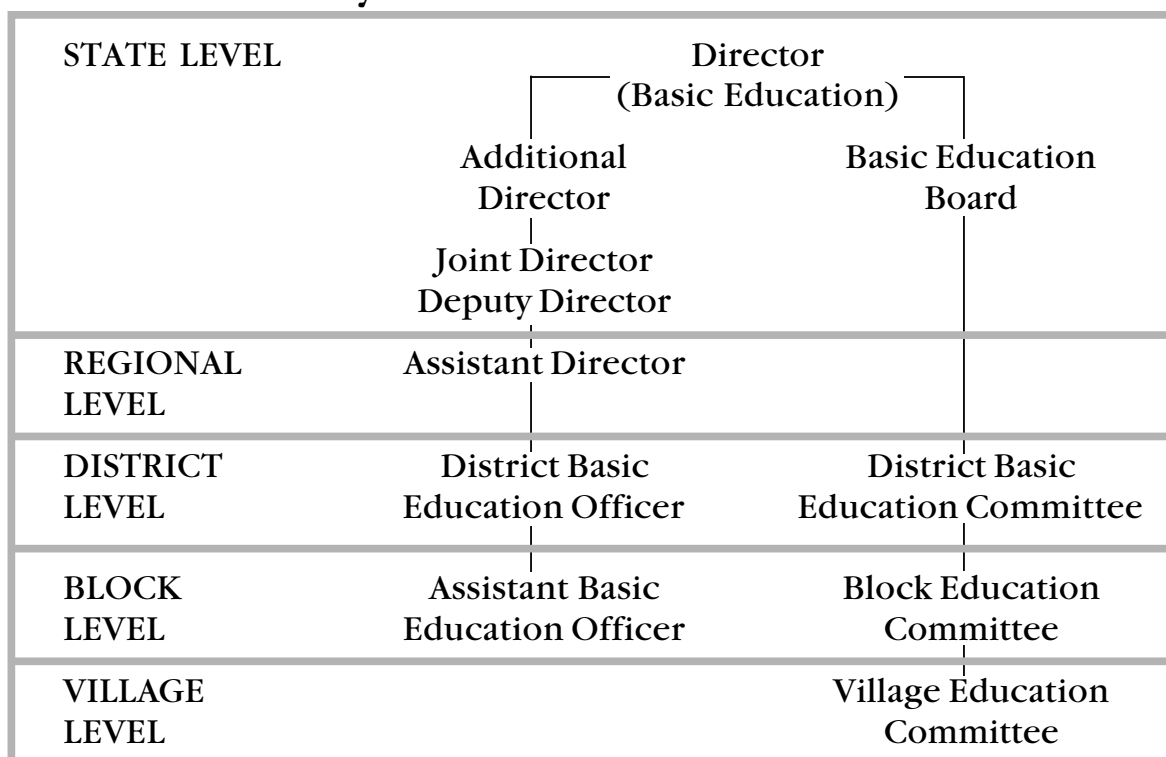 STATE LEVEL Director
(Basic Education)
Additional Basic Education
Director Board
Joint Director
Deputy Director
REGIONAL Assistant Director
LEVEL
DISTRICT District Basic District Basic
LEVEL Education Officer Education Committee
BLOCK Assistant Basic Block Education
LEVEL Education Officer Committee
VILLAGE Village Education
LEVEL Committee